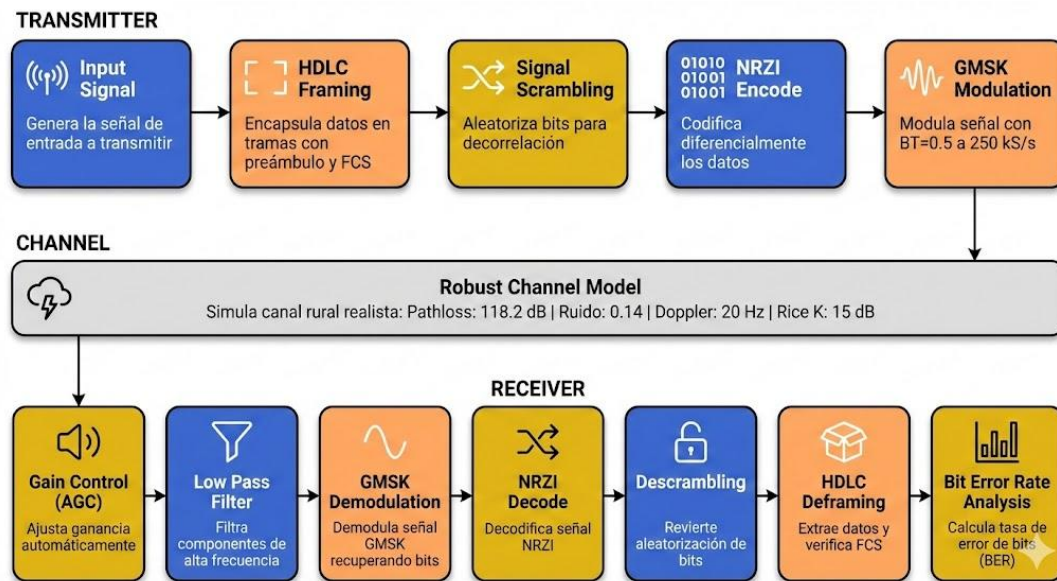 TRANSMITTER
Input
Signal
Genera la señal de
entrada a transmitir
HDLC
Framing
Encapsula datos en
tramas con
preámbulo y FCS
Signal
Scrambling
Aleatoriza bits para
decorrelación
01010
01001
01001
NRZI
Encode
Codifica
diferencialmente
los datos
GMSK
Modulation
Modula señal con
BT=0.5 a 250 kS/s
CHANNEL
Robust Channel Model
Simula canal rural realista: Pathloss: 118.2 dB | Ruido: 0.14 | Doppler: 20 Hz | Rice K: 15 dB
RECEIVER
Gain Control
(AGC)
Ajusta ganancia
automáticamente
Low Pass
Filter
Filtra
componentes de
alta frecuencia
GMSK
Demodulation
Demodula señal
GMSK
recuperando bits
NRZI
Decode
Decodifica señal
NRZI
Descrambling
Revierte
aleatorización de
bits
HDLC
Deframing
Extrae datos y
verifica FCS
Bit Error Rate
Analysis
Calcula tasa de
error de bits
(BER)